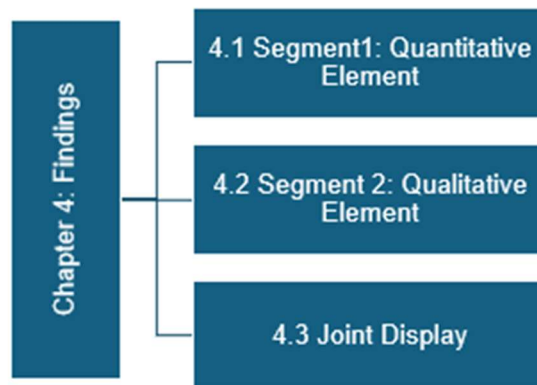 Chapter 4: Findings
4.1 Segment1: Quantitative
Element
4.2 Segment 2: Qualitative
Element
4.3 Joint Display